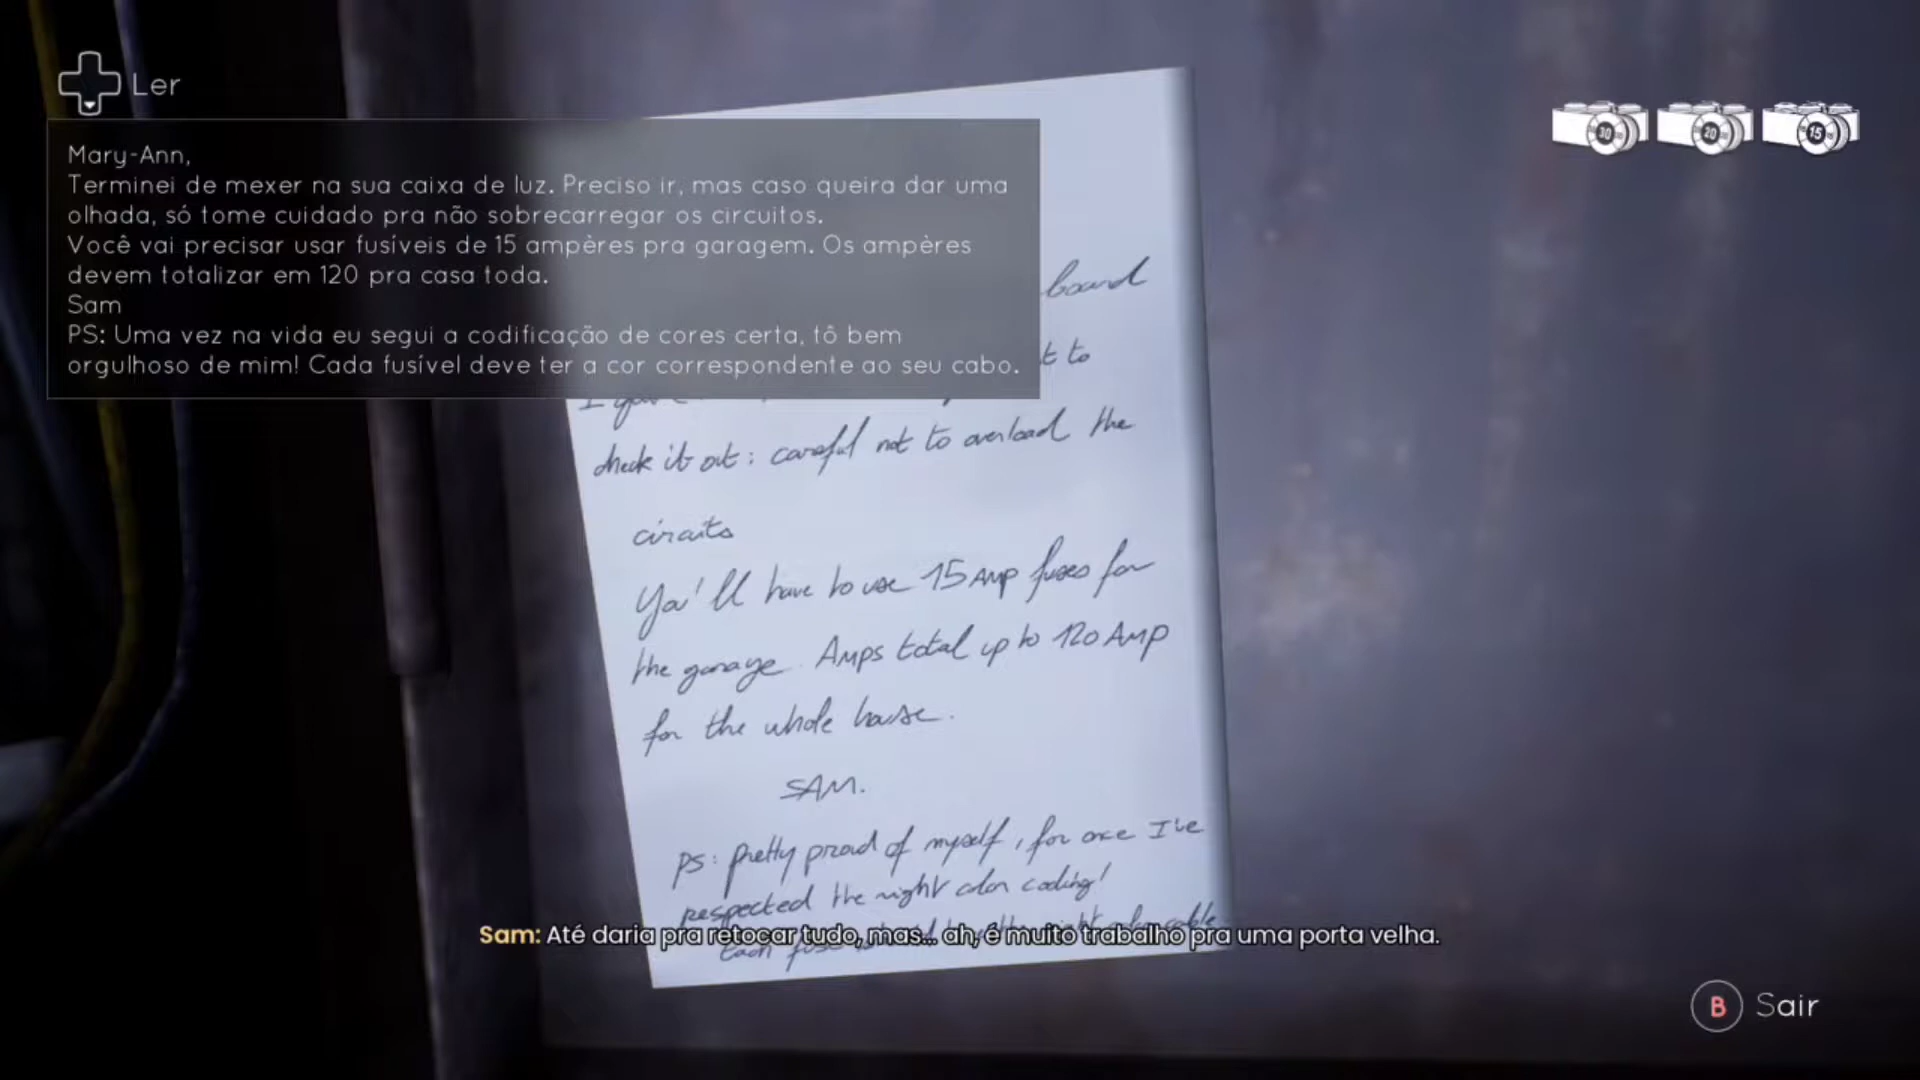 Ler
30 20 15
Mary-Ann,
Terminei de mexer na sua caixa de luz. Preciso ir, mas caso queira dar uma
olhada, só tome cuidado pra não sobrecarregar os circuitos.
Você vai precisar usar fusíveis de 15 ampères pra garagem. Os ampères
devem totalizar em 120 pra casa toda.
Sam
PS: Uma vez na vida eu segui a codificação de cores certa, tô bem
orgulhoso de mim! Cada fusível deve ter a cor correspondente ao seu cabo.
board
t to
check it out : careful not to overload the
circuits
You'll have to use 15 AMP fuses for
the garage. Amps total up to 120 AMP
for the whole house.
SAM.
PS: pretty proud of myself, for once I've
respected the right color coding!
Sam: Até daria pra retocar tudo, mas... ah, é muito trabalho pra uma porta velha.
Each
cable
B Sair